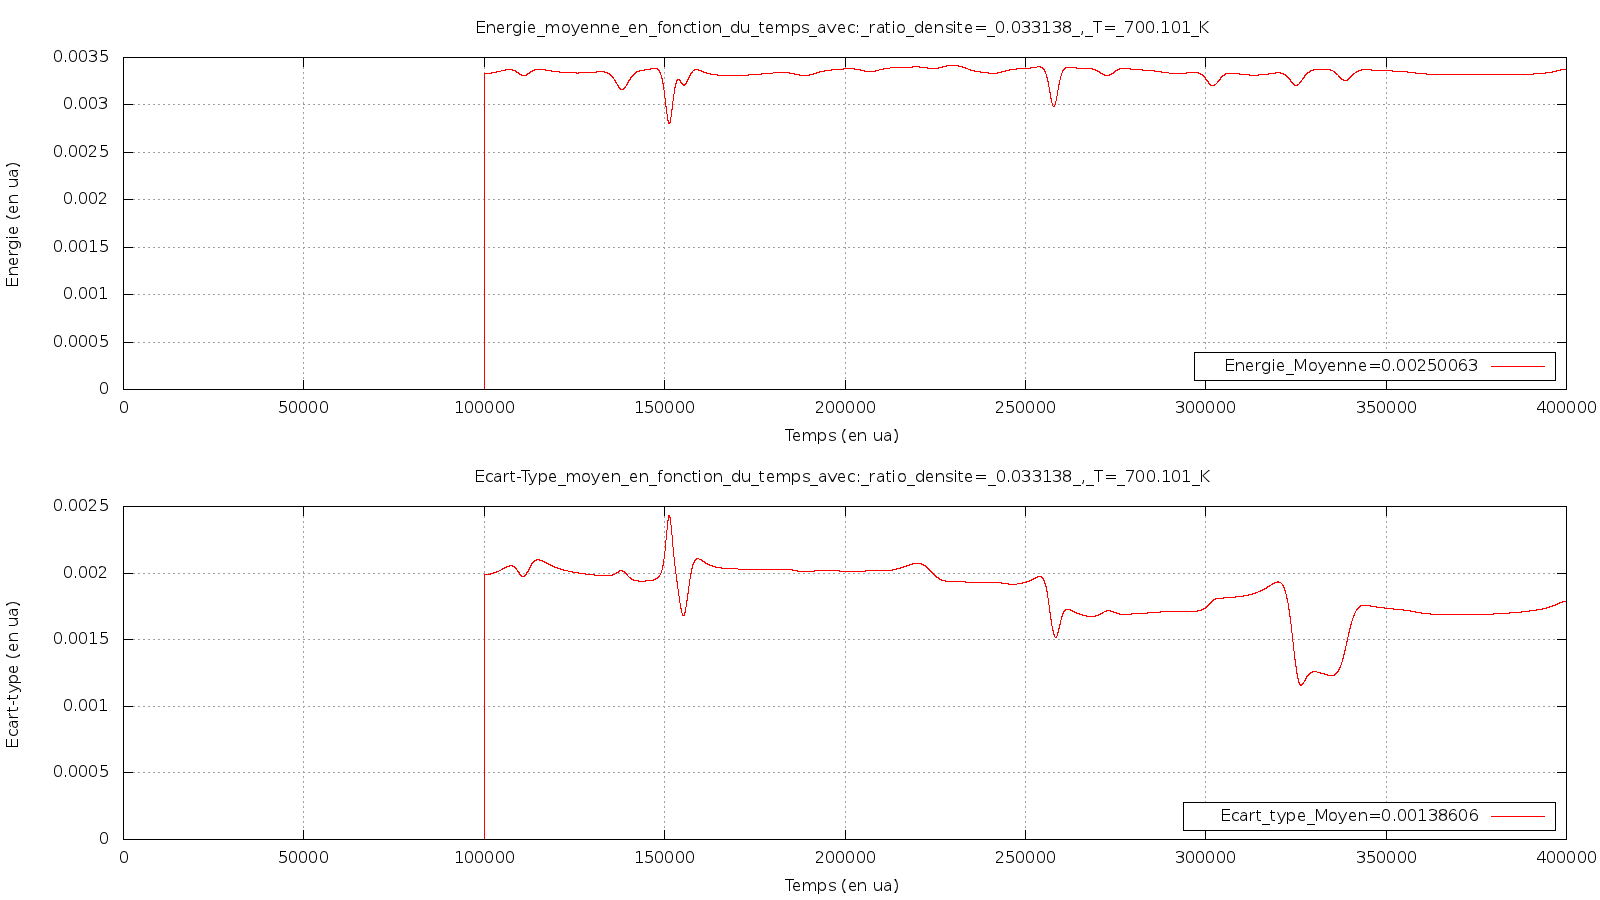 Energie_moyenne_en_fonction_du_temps_avec:_ratio_densite=_0.033138_,_T=_700.101_K
0.0035
0.003
0.0025
0.002
0.0015
0.001
0.0005
0
Energie (en ua)
Energie_Moyenne=0.00250063
0 50000 100000 150000 200000 250000 300000 350000 400000
Temps (en ua)
Ecart-Type_moyen_en_fonction_du_temps_avec:_ratio_densite=_0.033138_,_T=_700.101_K
0.0025
0.002
0.0015
0.001
0.0005
0
Ecart-type (en ua)
Ecart_type_Moyen=0.00138606
0 50000 100000 150000 200000 250000 300000 350000 400000
Temps (en ua)